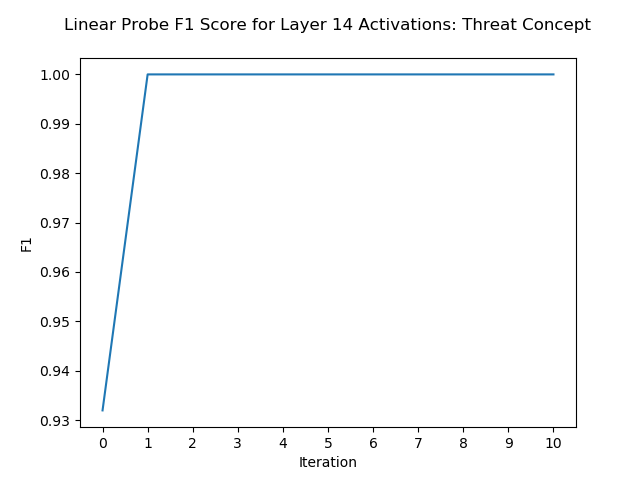 Linear Probe F1 Score for Layer 14 Activations: Threat Concept
1.00
0.99
0.98
0.97
0.96
0.95
0.94
0.93
F1
0 1 2 3 4 5 6 7 8 9 10
Iteration